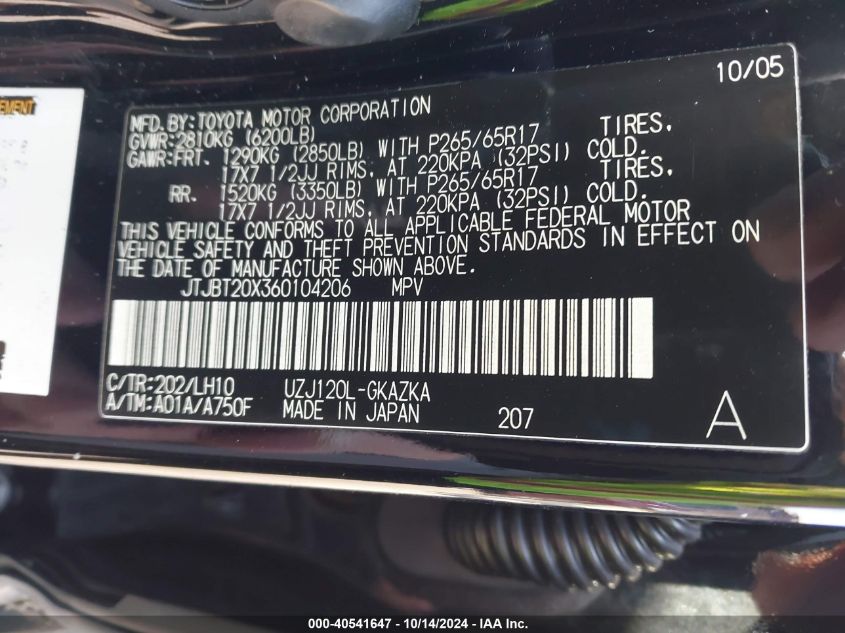 EMENT
10/05
MFD.BY:TOYOTA MOTOR CORPORATION
GVWR:2810KG (6200LB)
GAWR:FRT. 1290KG (2850LB) WITH P265/65R17 TIRES,
17X7 1/2JJ RIMS, AT 220KPA (32PSI) COLD.
RR. 1520KG (3350LB) WITH P265/65R17 TIRES,
17X7 1/2JJ RIMS, AT 220KPA (32PSI) COLD.
THIS VEHICLE CONFORMS TO ALL APPLICABLE FEDERAL MOTOR
VEHICLE SAFETY AND THEFT PREVENTION STANDARDS IN EFFECT ON
THE DATE OF MANUFACTURE SHOWN ABOVE.
JTJBT20X360104206 MPV
C/TR:202/LH10 UZJ120L-GKAZKA
A/TM:A01A/A750F MADE IN JAPAN 207 A
000-40541647 - 10/14/2024 - IAA Inc.